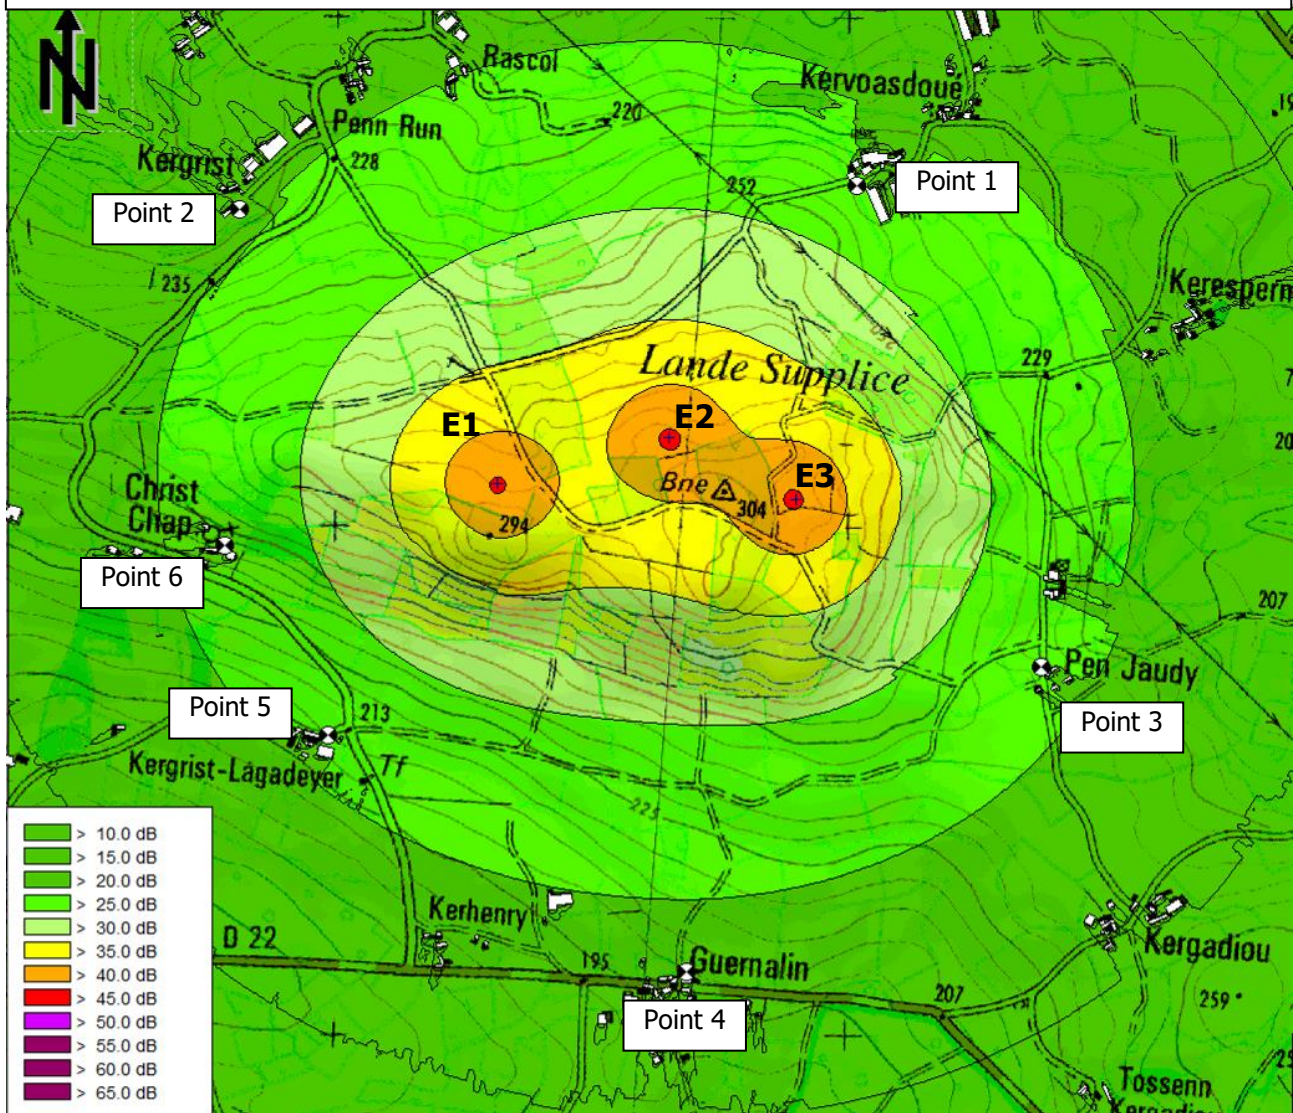 N
Rascol
Kervoasdoué
220
Penn Run
Kergrist
228
Point 1
252
Point 2
235
Kerespern
229
Lande Supplice
E1
E2
E3
Bne
304
294
Christ
Chap
Point 6
207
Pen Jaudy
Point 5
213
Point 3
Kergrist-Lagadeyer
Tf
225
> 10.0 dB
> 15.0 dB
> 20.0 dB
> 25.0 dB
> 30.0 dB
> 35.0 dB
> 40.0 dB
> 45.0 dB
> 50.0 dB
> 55.0 dB
> 60.0 dB
> 65.0 dB
Kerhenry
D 22
195
Guernalin
Kergadiou
207
259
Point 4
Tossenn